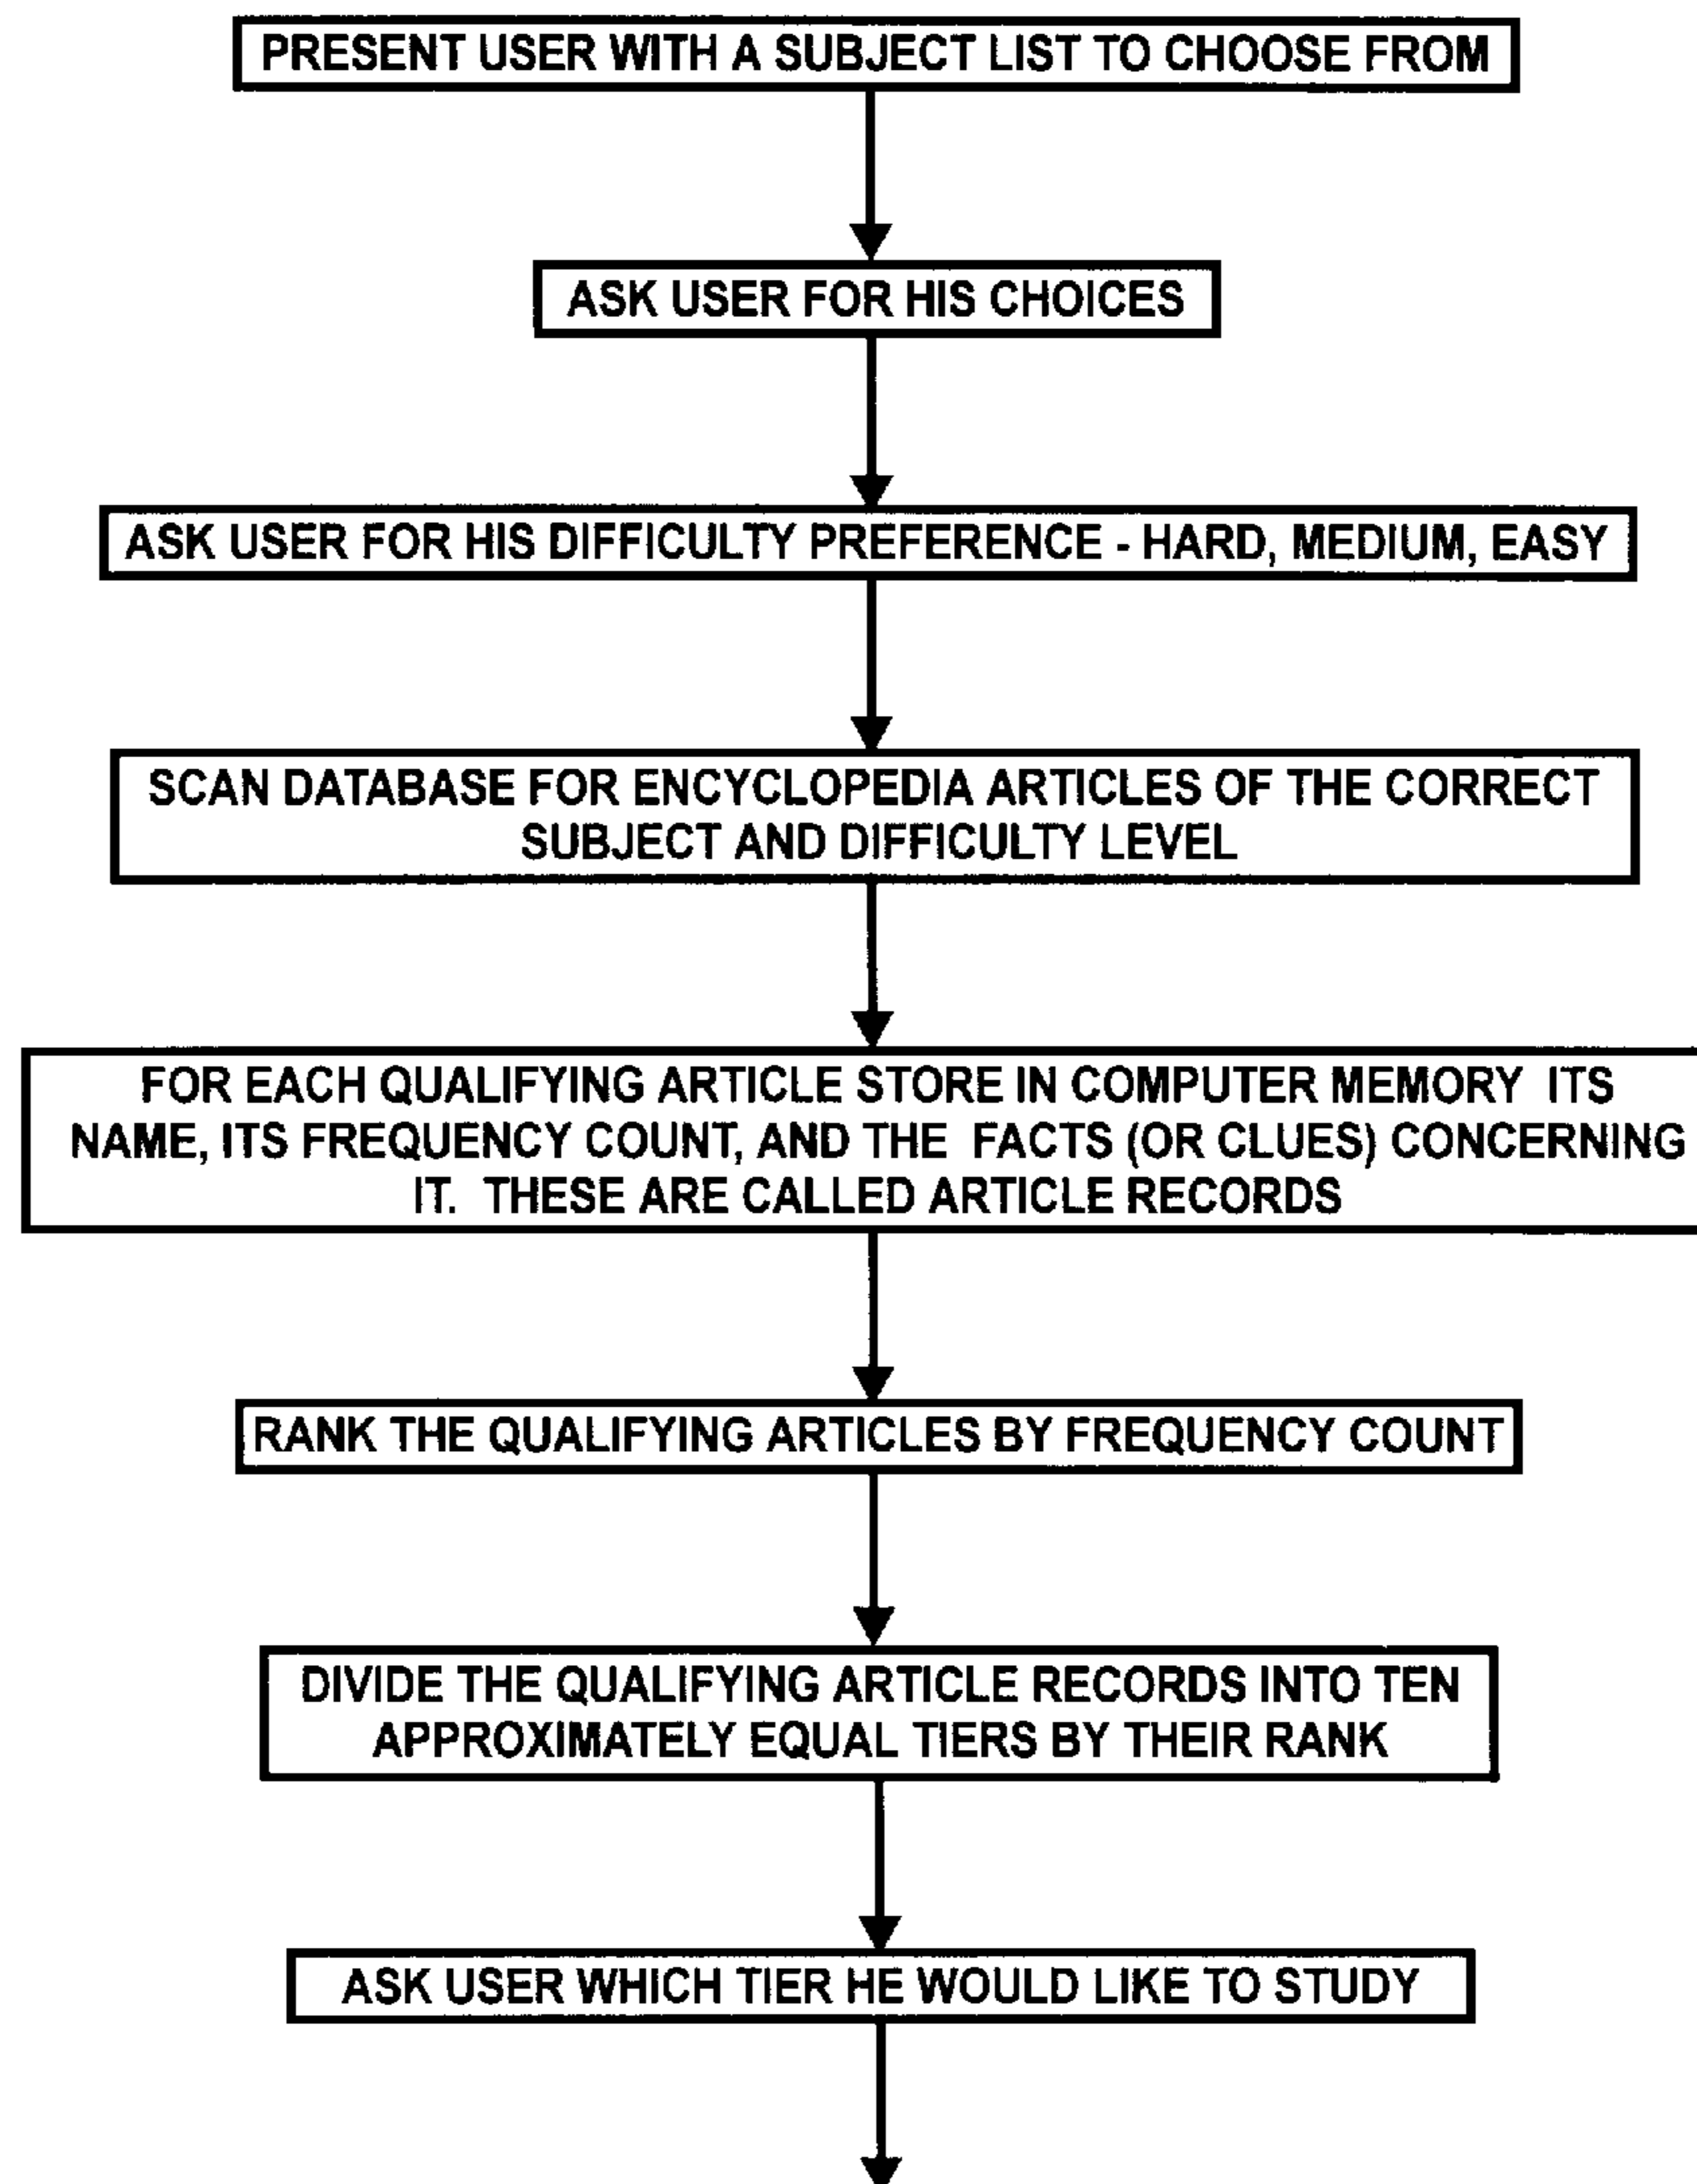 PRESENT USER WITH A SUBJECT LIST TO CHOOSE FROM
ASK USER FOR HIS CHOICES
ASK USER FOR HIS DIFFICULTY PREFERENCE - HARD, MEDIUM, EASY
SCAN DATABASE FOR ENCYCLOPEDIA ARTICLES OF THE CORRECT
SUBJECT AND DIFFICULTY LEVEL
FOR EACH QUALIFYING ARTICLE STORE IN COMPUTER MEMORY ITS
NAME, ITS FREQUENCY COUNT, AND THE FACTS (OR CLUES) CONCERNING
IT. THESE ARE CALLED ARTICLE RECORDS
RANK THE QUALIFYING ARTICLES BY FREQUENCY COUNT
DIVIDE THE QUALIFYING ARTICLE RECORDS INTO TEN
APPROXIMATELY EQUAL TIERS BY THEIR RANK
ASK USER WHICH TIER HE WOULD LIKE TO STUDY